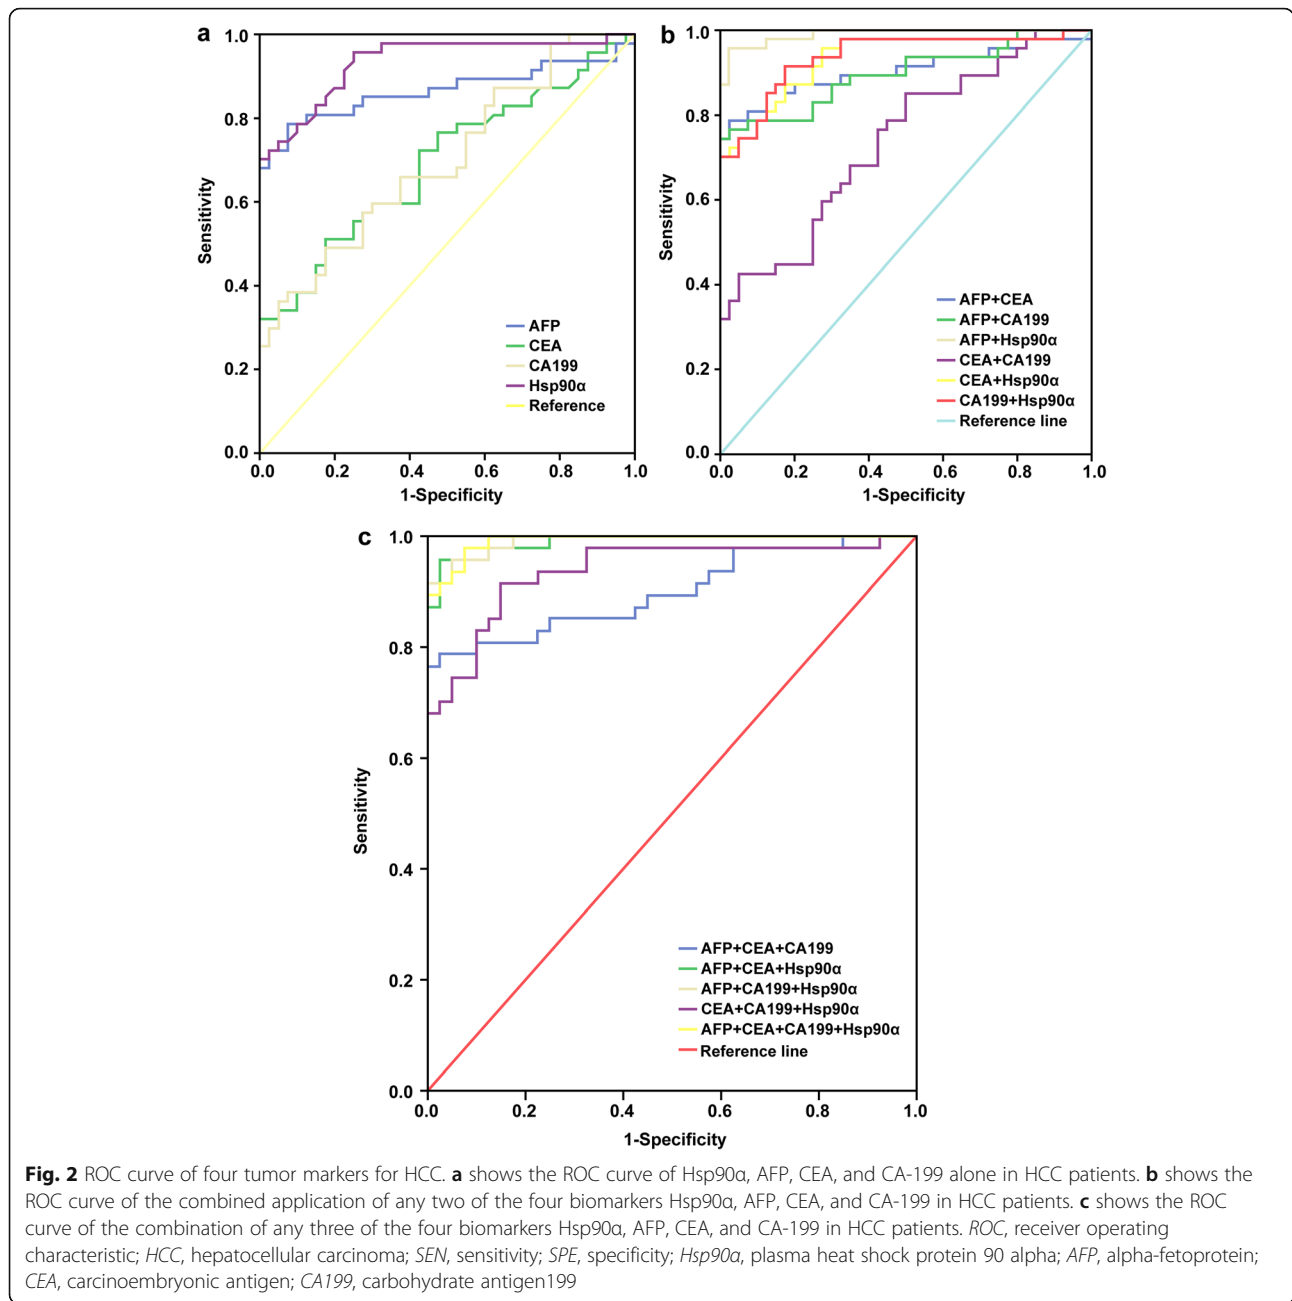 a
1.0
0.8
0.6
0.4
0.2
0.0
Sensitivity
AFP
CEA
CA199
Hsp90α
Reference
0.0 0.2 0.4 0.6 0.8 1.0
1-Specificity
b
1.0
0.8
0.6
0.4
0.2
0.0
Sensitivity
AFP+CEA
AFP+CA199
AFP+Hsp90α
CEA+CA199
CEA+Hsp90α
CA199+Hsp90α
Reference line
0.0 0.2 0.4 0.6 0.8 1.0
1-Specificity
c
1.0
0.8
0.6
0.4
0.2
0.0
Sensitivity
AFP+CEA+CA199
AFP+CEA+Hsp90α
AFP+CA199+Hsp90α
CEA+CA199+Hsp90α
AFP+CEA+CA199+Hsp90α
Reference line
0.0 0.2 0.4 0.6 0.8 1.0
1-Specificity
Fig. 2 ROC curve of four tumor markers for HCC. a shows the ROC curve of Hsp90α, AFP, CEA, and CA-199 alone in HCC patients. b shows the
ROC curve of the combined application of any two of the four biomarkers Hsp90α, AFP, CEA, and CA-199 in HCC patients. c shows the ROC
curve of the combination of any three of the four biomarkers Hsp90α, AFP, CEA, and CA-199 in HCC patients. ROC, receiver operating
characteristic; HCC, hepatocellular carcinoma; SEN, sensitivity; SPE, specificity; Hsp90α, plasma heat shock protein 90 alpha; AFP, alpha-fetoprotein;
CEA, carcinoembryonic antigen; CA199, carbohydrate antigen199